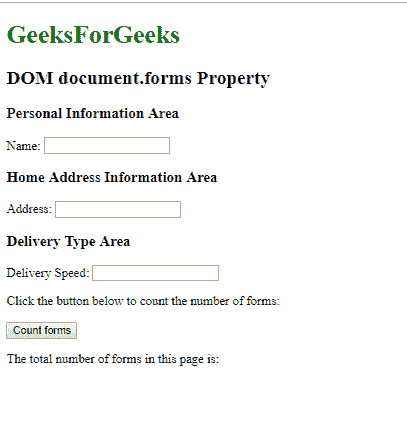 GeeksForGeeks
DOM document.forms Property
Personal Information Area
Name:
Home Address Information Area
Address:
Delivery Type Area
Delivery Speed:
Click the button below to count the number of forms:
Count forms
The total number of forms in this page is: